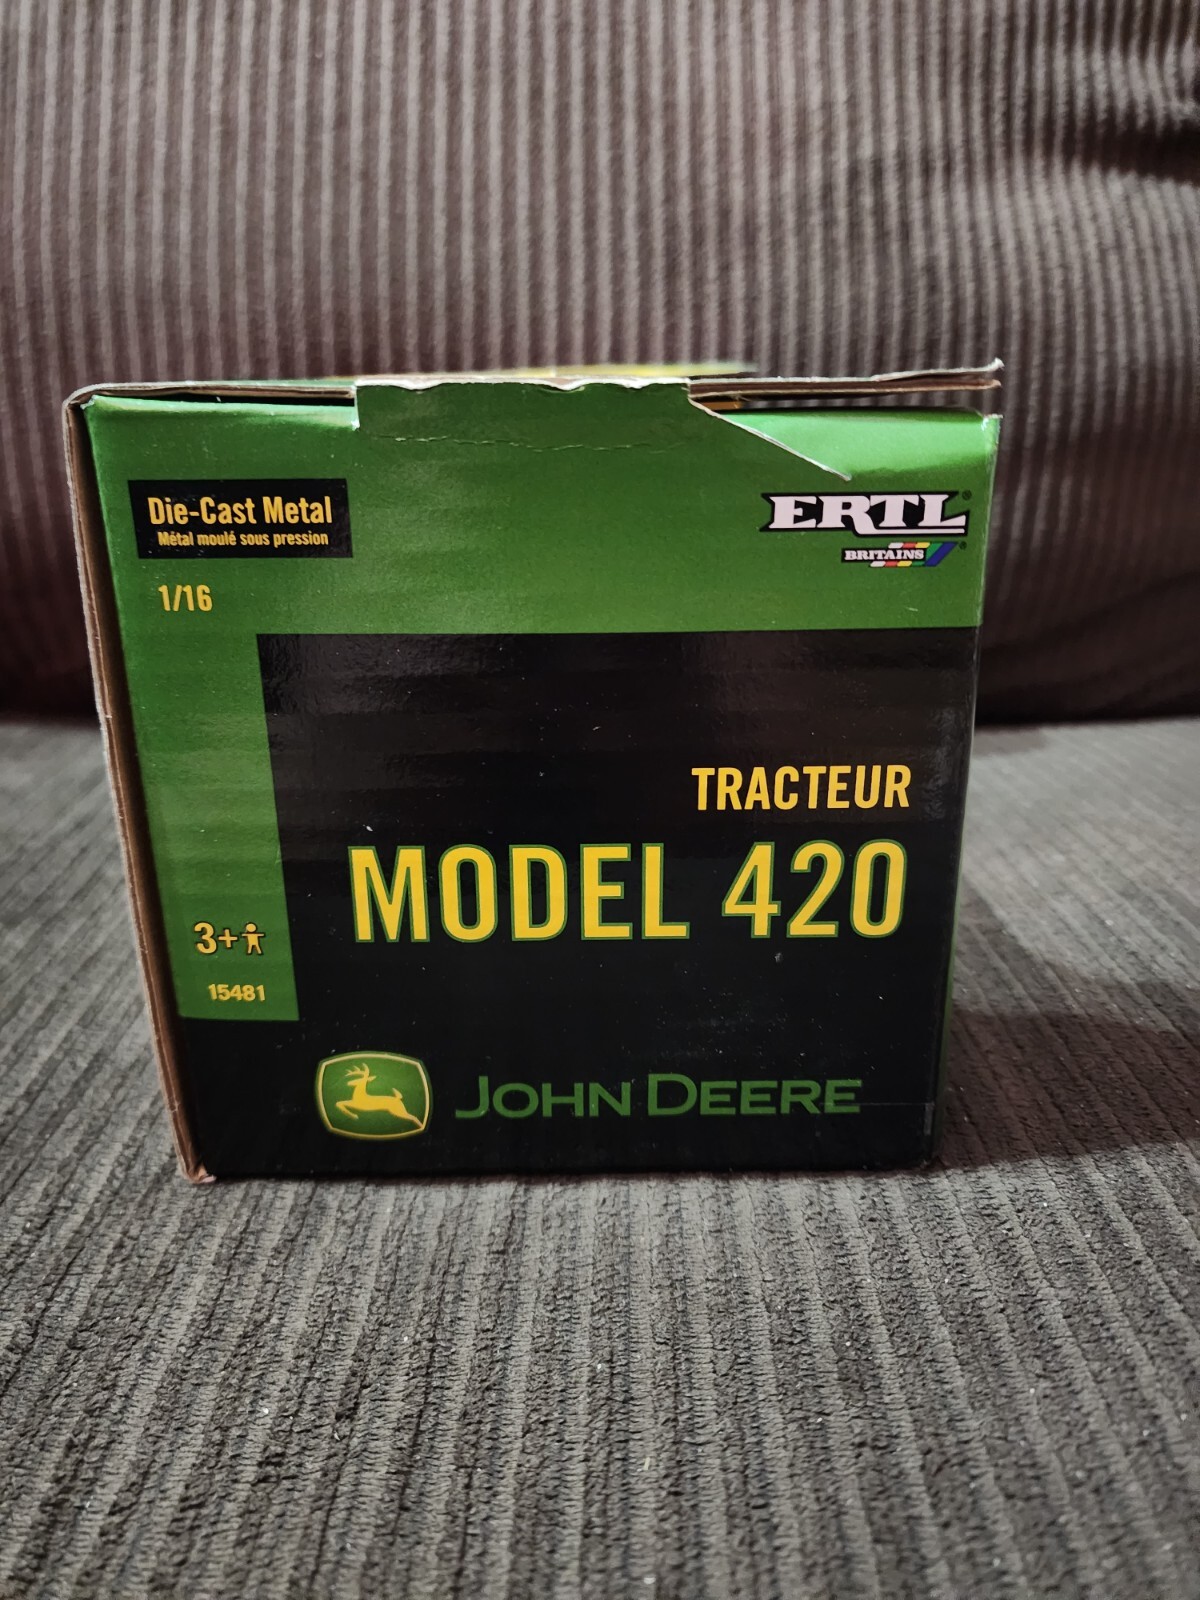 Die-Cast Metal
Métal moulé sous pression
1/16
ERTL®
BRITAINS®
TRACTEUR
MODEL 420
3+
15481
JOHN DEERE